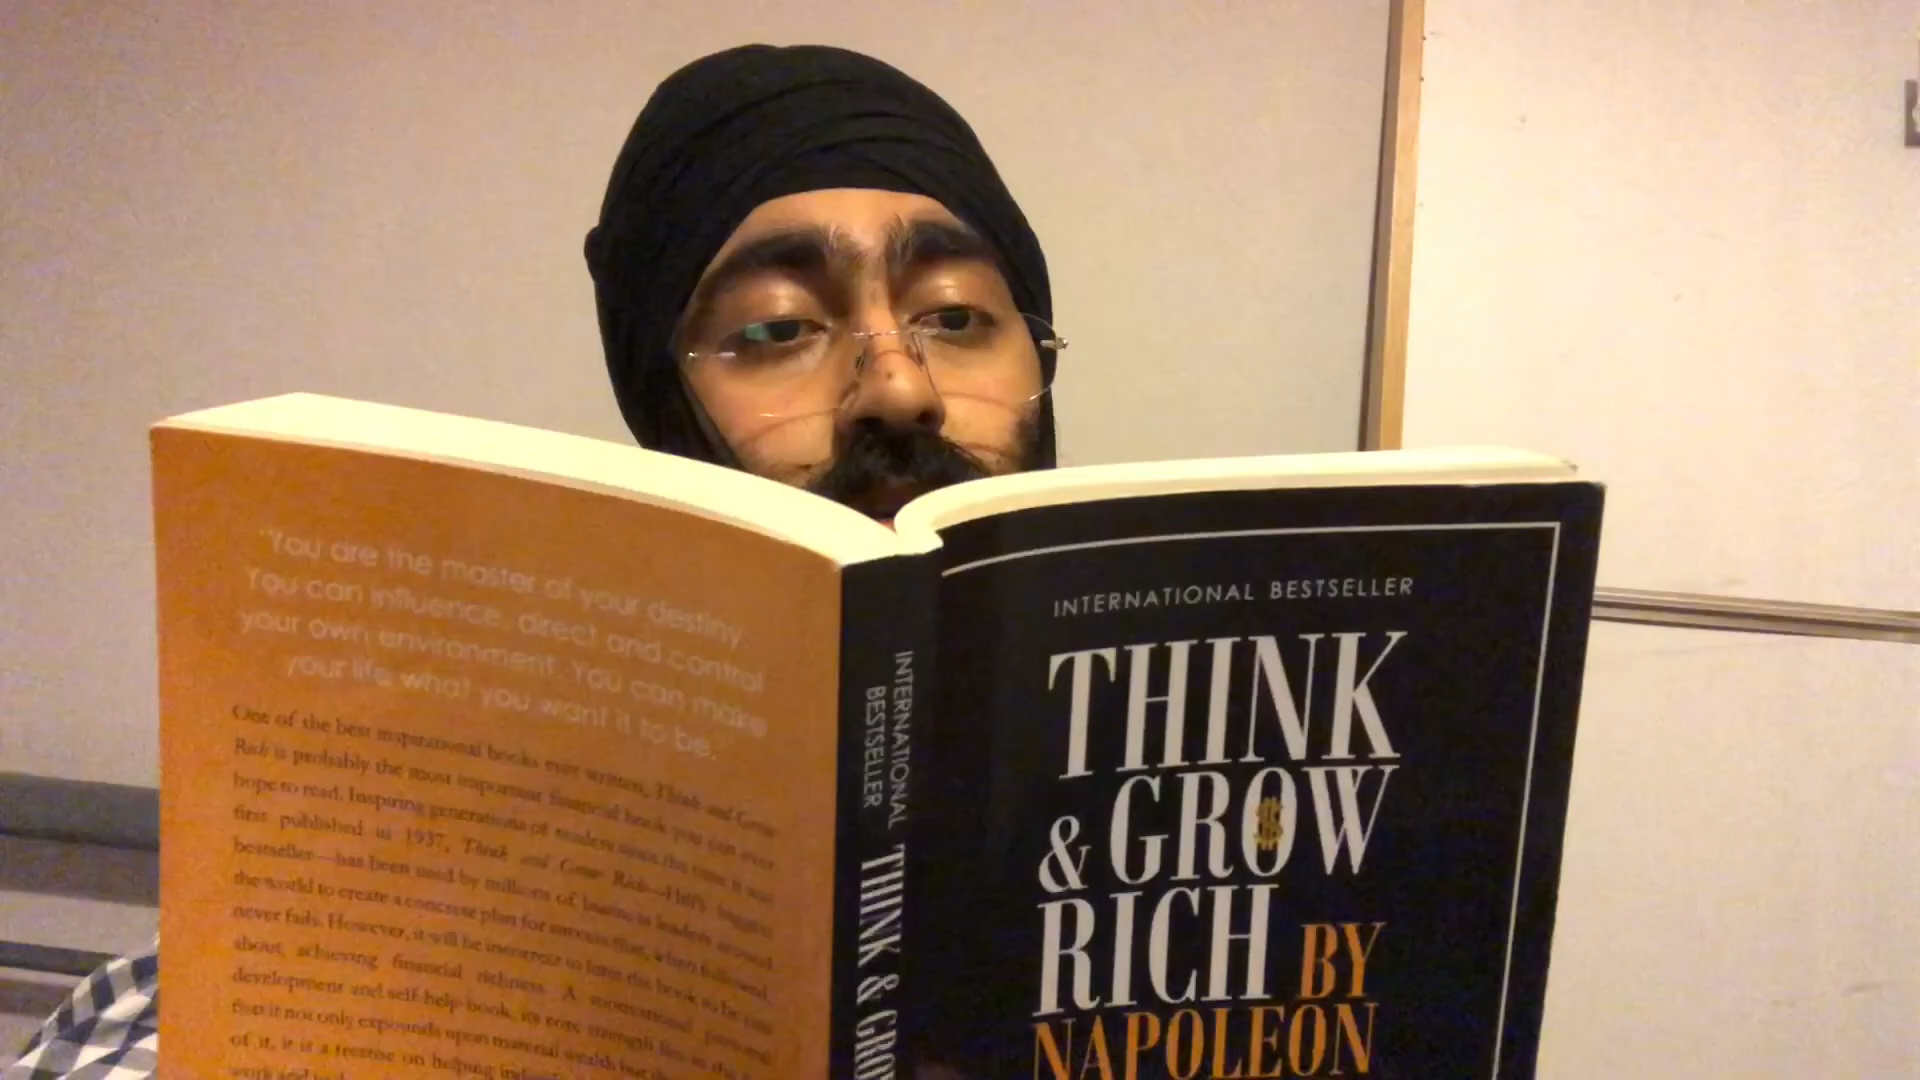 "You are the master of your destiny.
You can influence, direct and control
your own environment. You can make
your life what you want it to be.
One of the best inspirational books ever written, Think and Grow
Rich is probably the most important financial book you can ever
hope to read. Inspiring generations of readers since the time it was
first published in 1937, Think and Grow Rich—Hill's biggest
bestseller—has been used by millions of business leaders around
the world to create a concrete plan for success that, when followed,
never fails. However, it will be incorrect to limit the book to be just
about achieving financial richness. A motivational personal
development and self-help book, its core strength lies in the
that it not only expounds upon material wealth but
of it, it is a treatise on helping
work and
INTERNATIONAL
BESTSELLER
THINK & GROW
INTERNATIONAL BESTSELLER
THINK
& GROW
RICH BY
NAPOLEON